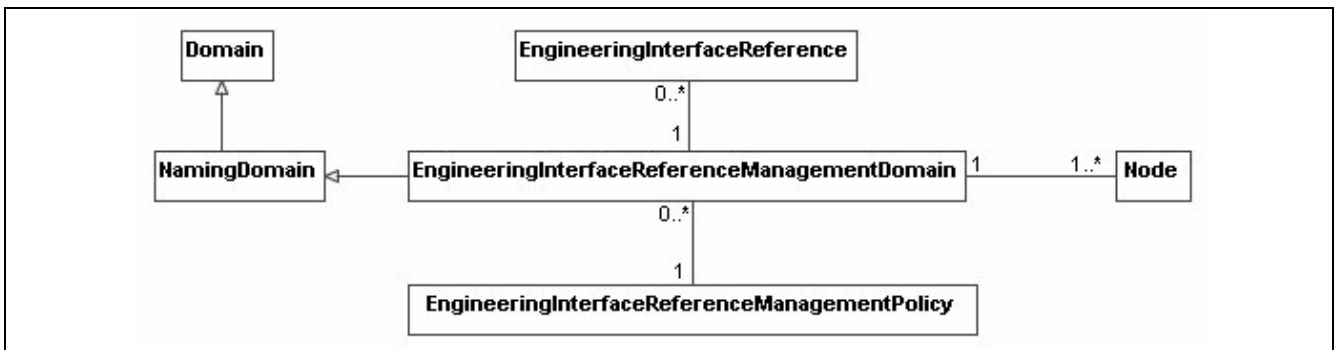 Domain
EngineeringInterfaceReference
0..*
1
NamingDomain
EngineeringInterfaceReferenceManagementDomain
1
1..*
Node
0..*
1
EngineeringInterfaceReferenceManagementPolicy